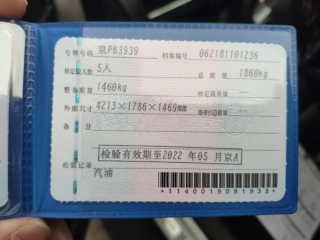 号牌号码 京PB3939 档案编号 062181101236
核定载人数 5人 总质量 1860kg
整备质量 1460kg 核定载质量 --
外廓尺寸 4213×1786×1469mm 准牵引总质量 --
备注
检验有效期至2022年05月京A
检验记录 汽油
*1140015081935*